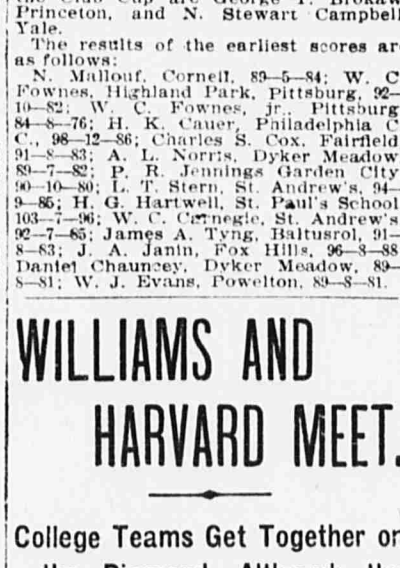 Princeton, and N. Stewart Campbell
Yale.
The results of the earliest scores ar
as follows:
N. Mallouf, Cornell, 89—5—84; W. C
Fownes, Highland Park, Pittsburg, 92—
10—82; W. C. Fownes, jr., Pittsburg
84—8—76; H. K. Cauer, Philadelphia C
C., 98—12—86; Charles S. Cox, Fairfield
91—8—83; A. L. Norris, Dyker Meadow
89—7—82; P. R. Jennings Garden City
90—10—80; L. T. Stern, St. Andrew's, 94—
9—85; H. G. Hartwell, St. Paul's School
103—7—96; W. C. Carnegie, St. Andrew's
92—7—85; James A. Tyng, Baltusrol, 91—
8—83; J. A. Janin, Fox Hills, 96—8—88
Daniel Chauncey, Dyker Meadow, 89—
8—81; W. J. Evans, Powelton, 89—8—81.
WILLIAMS AND
HARVARD MEET.
College Teams Get Together on